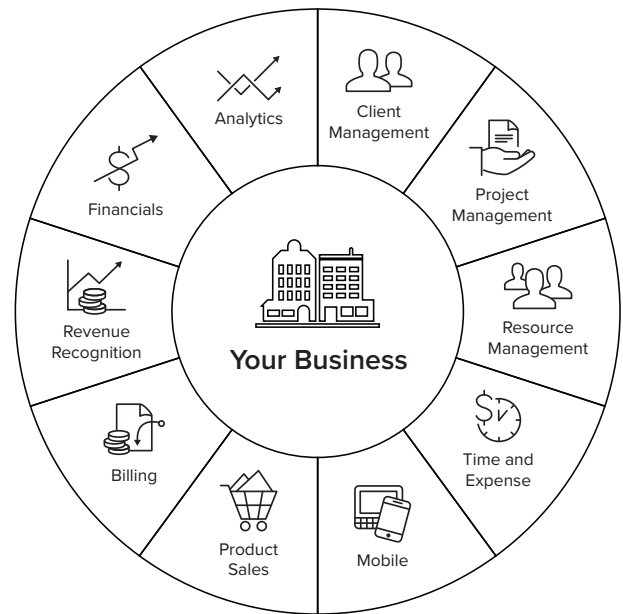 Analytics
Client
Management
Project
Management
Resource
Management
Time and
Expense
Mobile
Product
Sales
Billing
Revenue
Recognition
Financials
Your Business